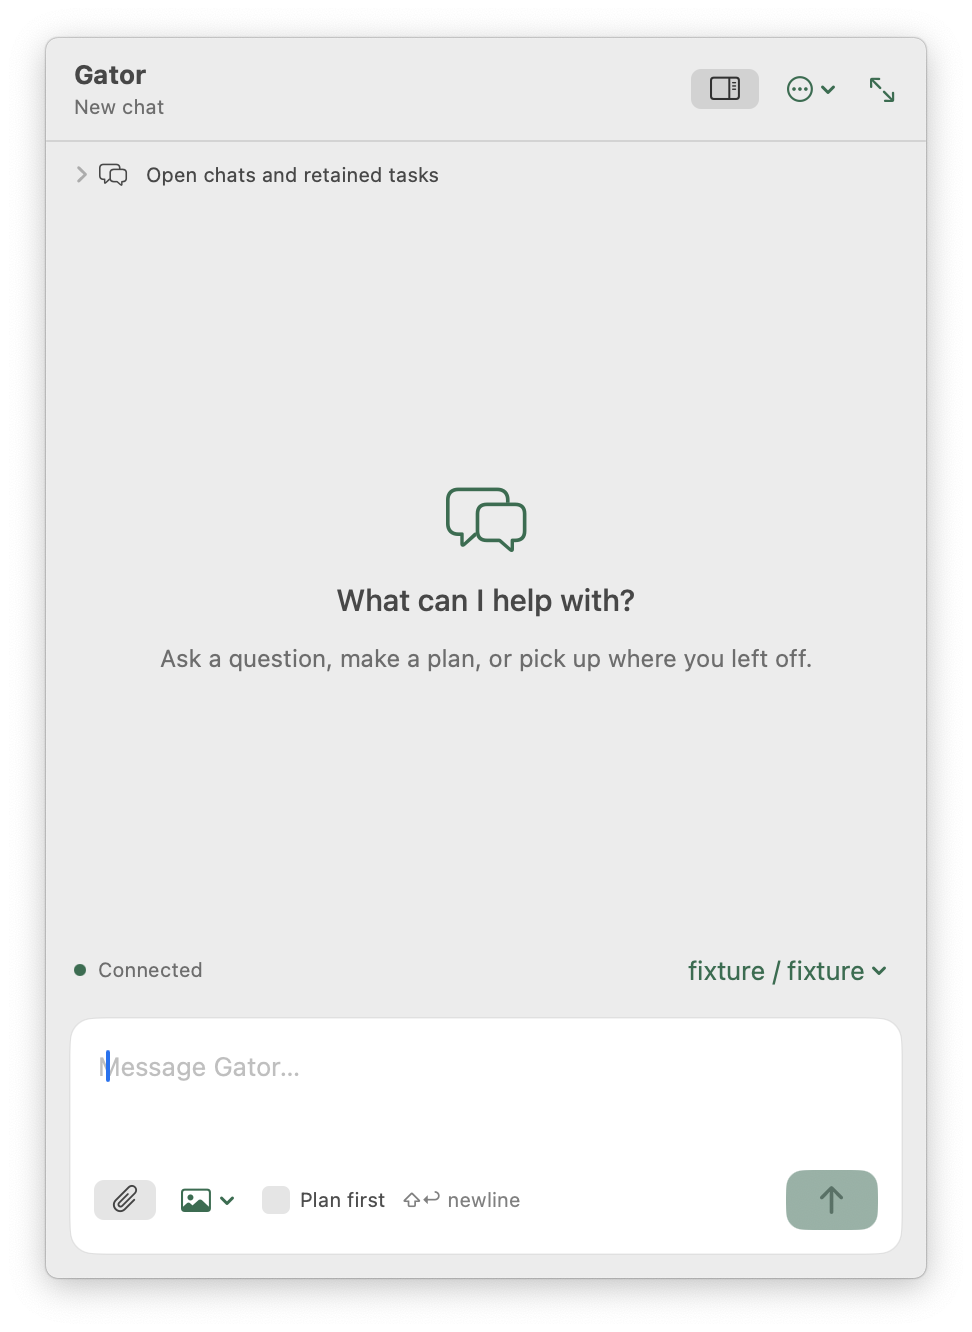 Gator
New chat
Open chats and retained tasks
What can I help with?
Ask a question, make a plan, or pick up where you left off.
Connected
fixture / fixture
Message Gator...
Plan first
newline